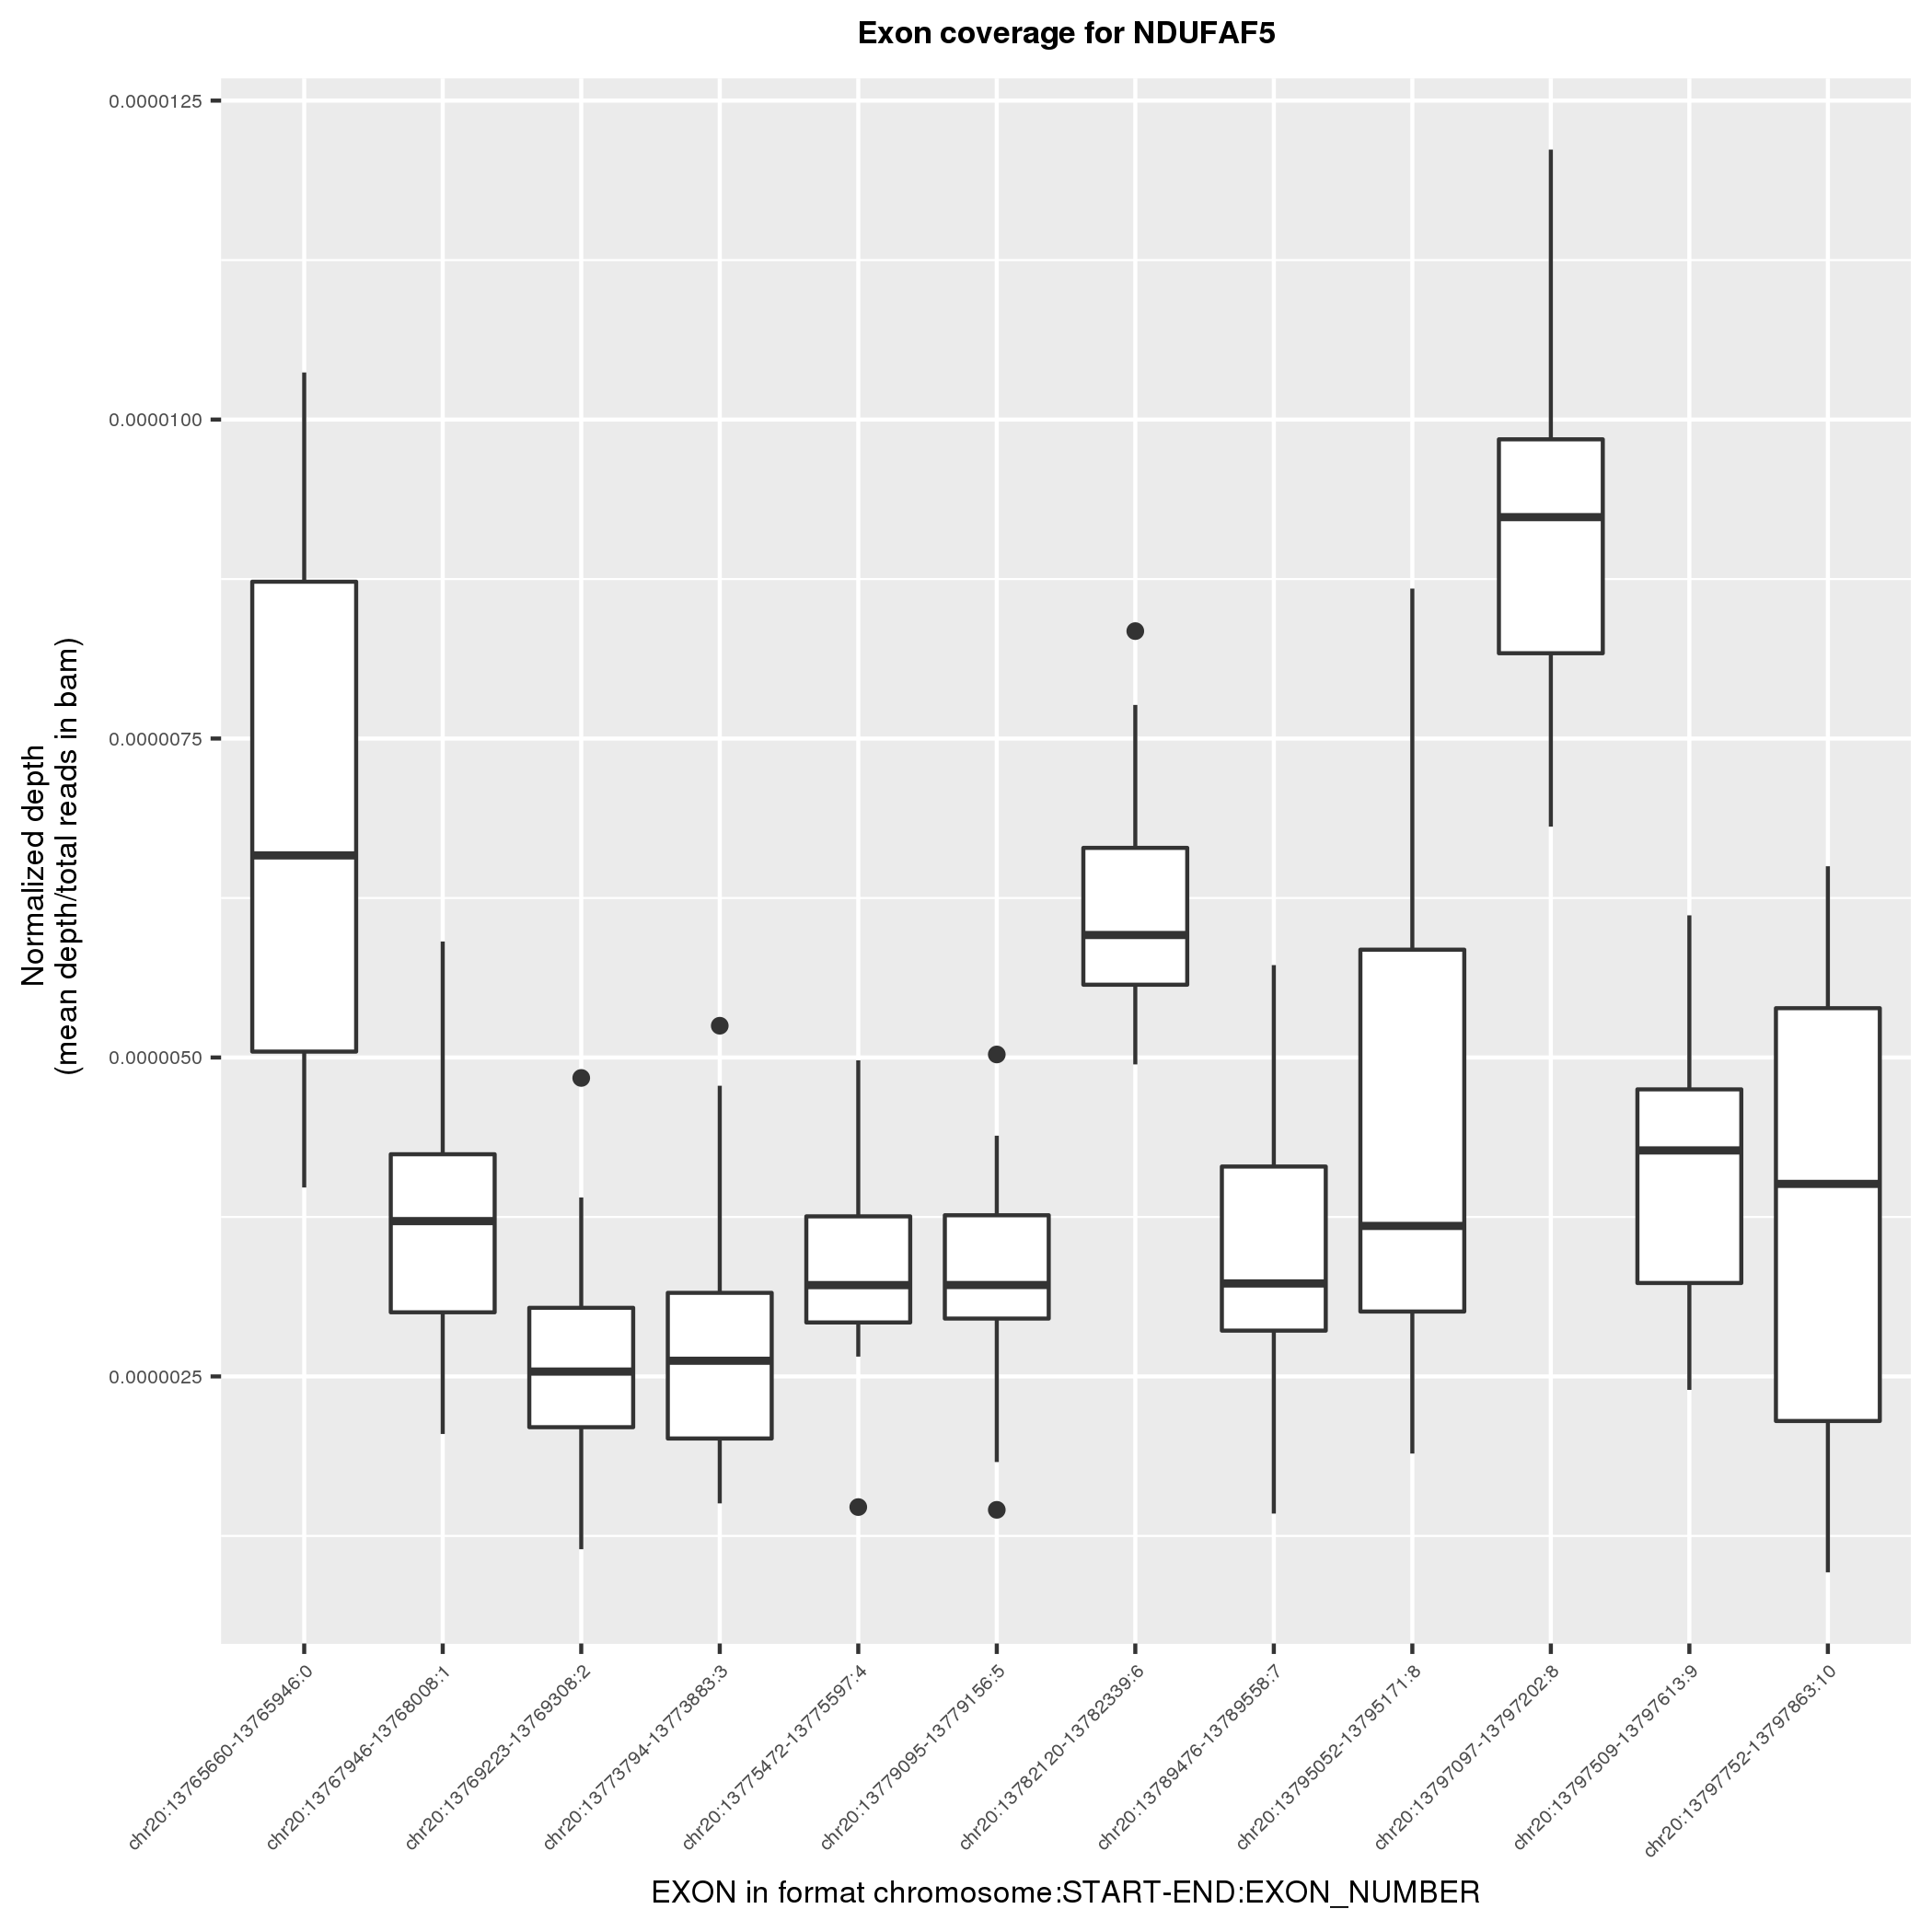 Exon coverage for NDUFAF5
Normalized depth
(mean depth/total reads in bam)
0.0000125
0.0000100
0.0000075
0.0000050
0.0000025
chr20:13765660-13765946:0
chr20:13767946-13768008:1
chr20:13769223-13769308:2
chr20:13773794-13773883:3
chr20:13775472-13775597:4
chr20:13779095-13779156:5
chr20:13782120-13782339:6
chr20:13789476-13789558:7
chr20:13795052-13795171:8
chr20:13797097-13797202:8
chr20:13797509-13797613:9
chr20:13797752-13797863:10
EXON in format chromosome:START-END:EXON_NUMBER